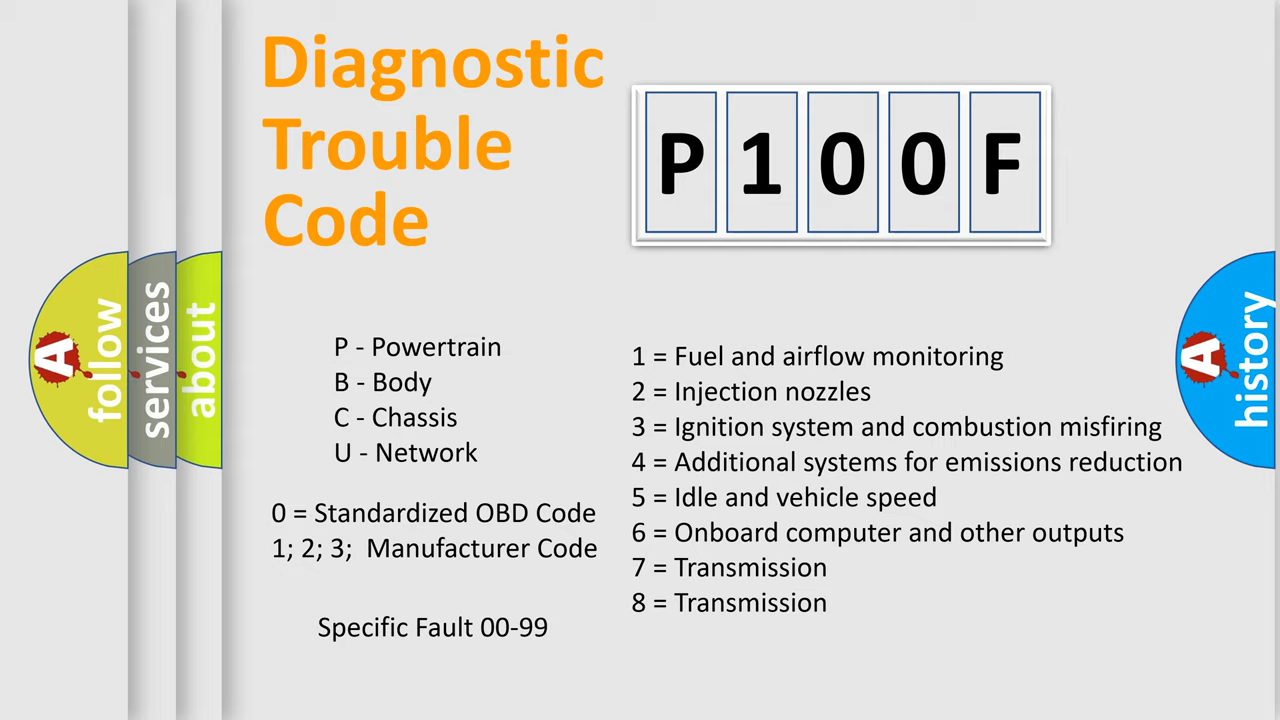 Diagnostic
Trouble
Code
P100F
P - Powertrain
B - Body
C - Chassis
U - Network
0 = Standardized OBD Code
1; 2; 3;  Manufacturer Code
Specific Fault 00-99
1 = Fuel and airflow monitoring
2 = Injection nozzles
3 = Ignition system and combustion misfiring
4 = Additional systems for emissions reduction
5 = Idle and vehicle speed
6 = Onboard computer and other outputs
7 = Transmission
8 = Transmission
A follow
services
about
A history